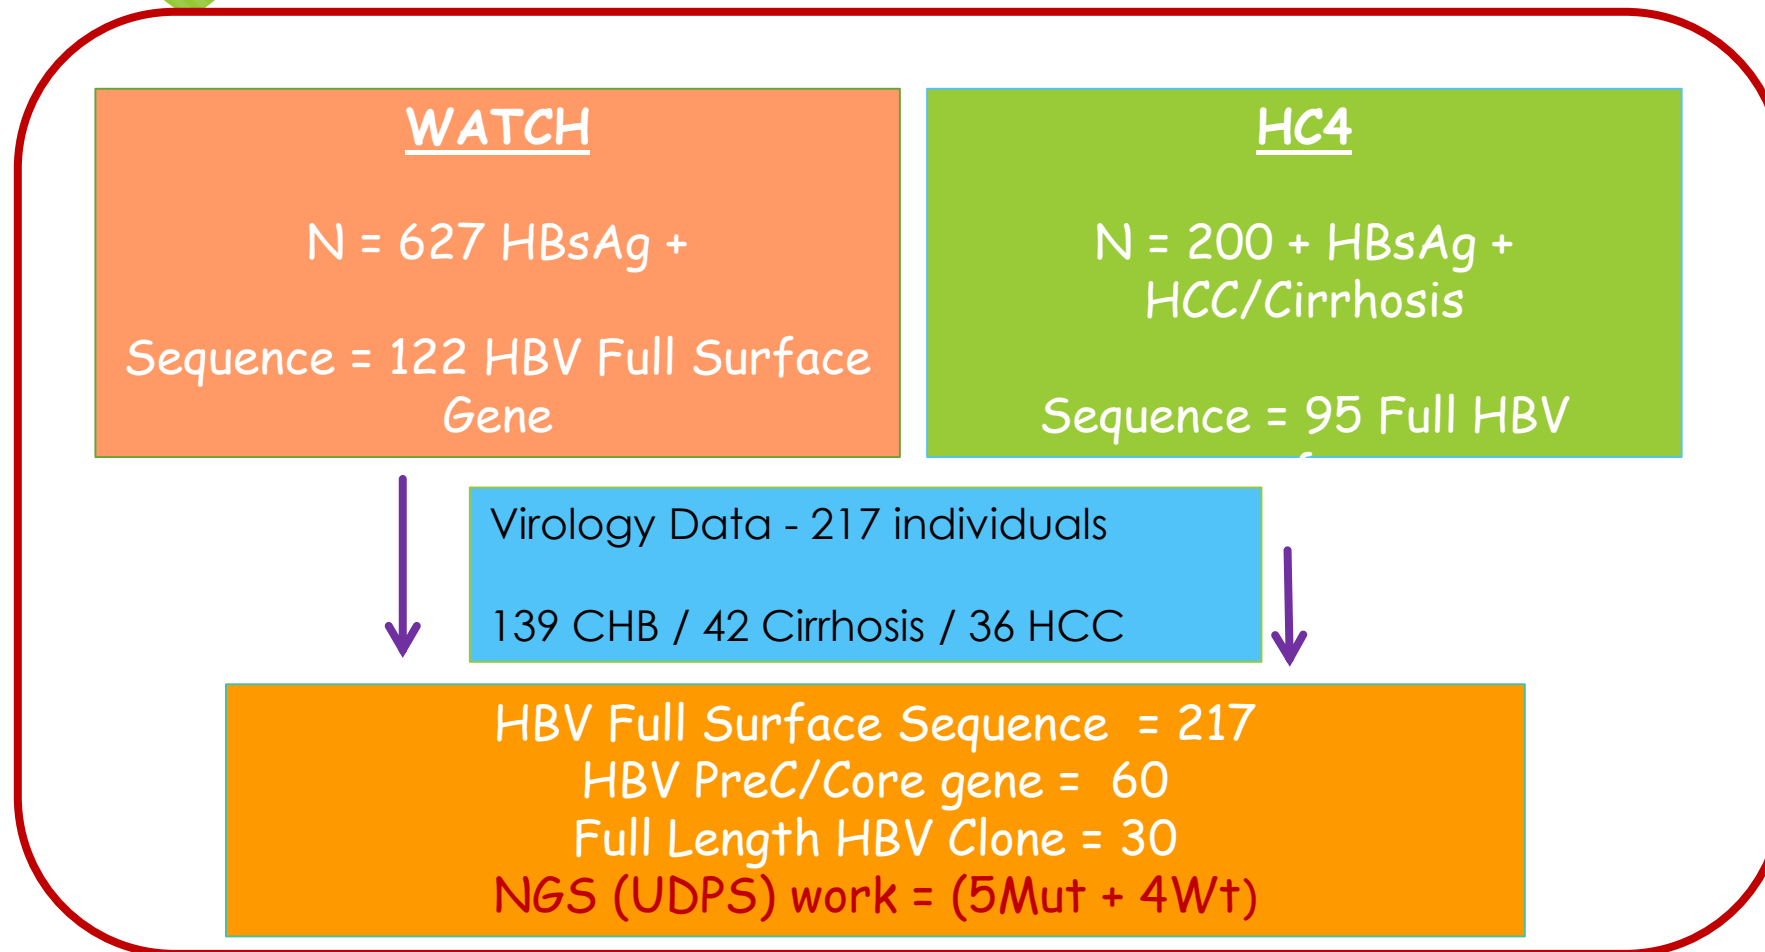 WATCH
N = 627 HBsAg +
Sequence = 122 HBV Full Surface
Gene
HC4
N = 200 + HBsAg +
HCC/Cirrhosis
Sequence = 95 Full HBV
Virology Data - 217 individuals
139 CHB / 42 Cirrhosis / 36 HCC
HBV Full Surface Sequence = 217
HBV PreC/Core gene = 60
Full Length HBV Clone = 30
NGS (UDPS) work = (5Mut + 4Wt)